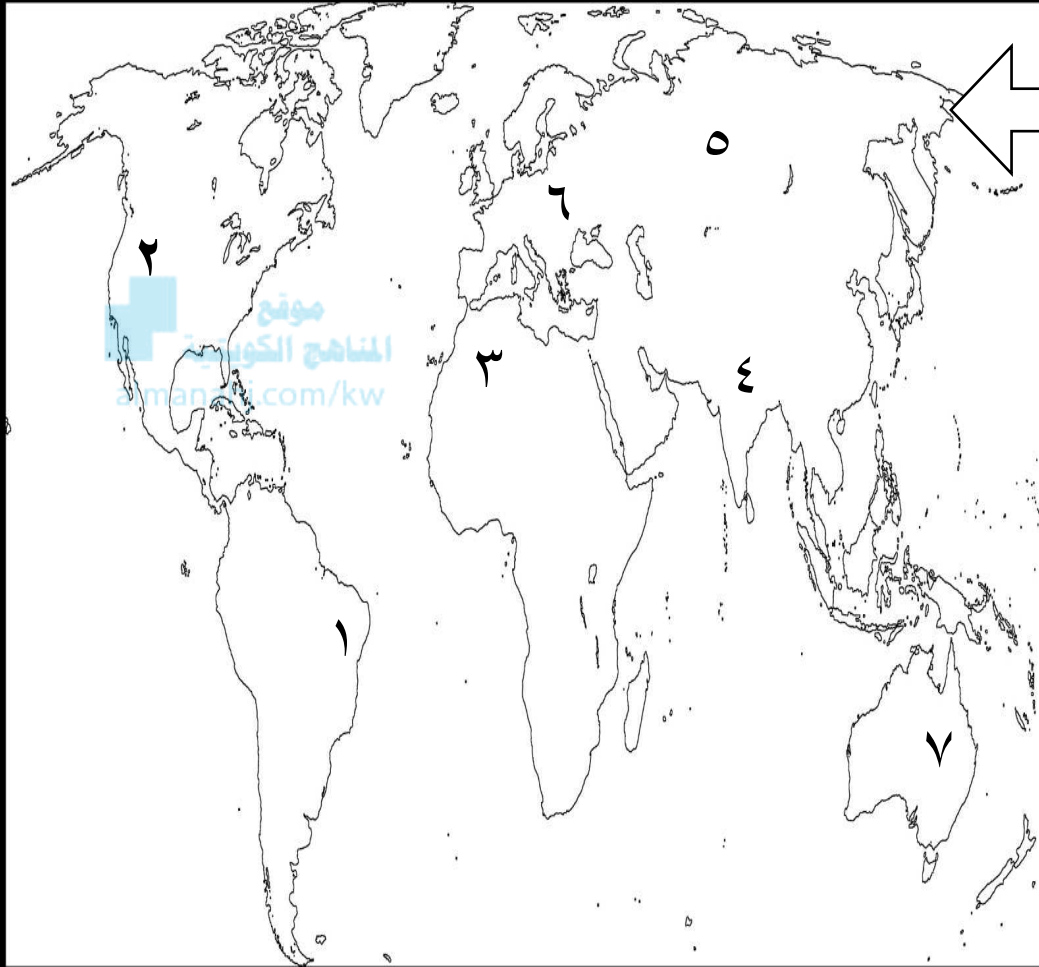 ٥
٦
٢
موقع
المناهج الكويتية
almanahj.com/kw
٣
٤
١
٧